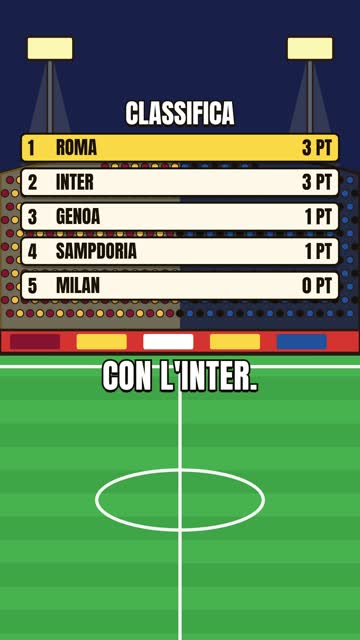 CLASSIFICA
1 ROMA 3 PT
2 INTER 3 PT
3 GENOA 1 PT
4 SAMPDORIA 1 PT
5 MILAN 0 PT
CON L'INTER.